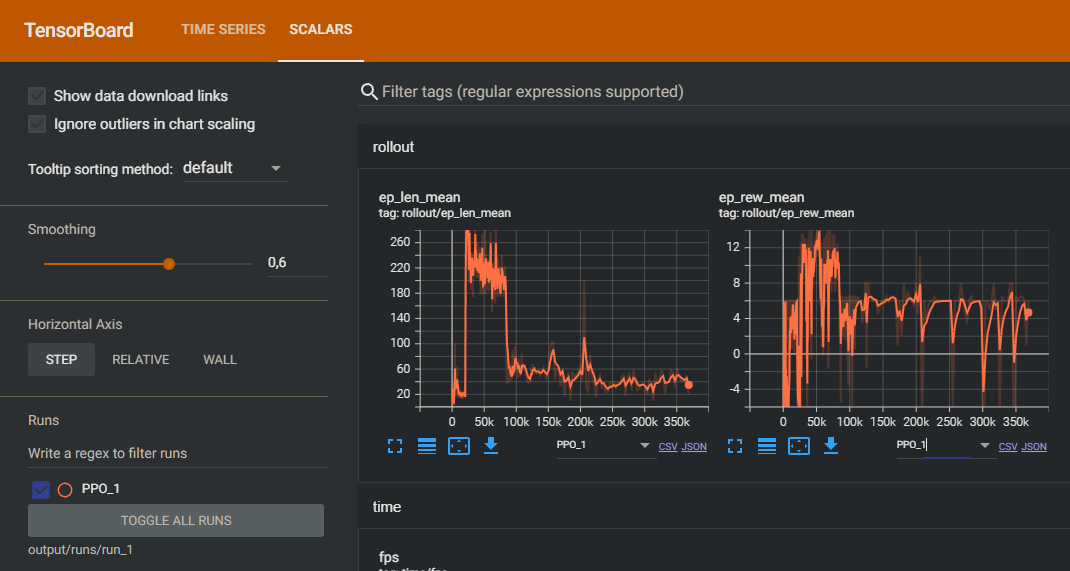 TensorBoard TIME SERIES SCALARS
Show data download links
Ignore outliers in chart scaling
Tooltip sorting method: default
Smoothing
0,6
Horizontal Axis
STEP RELATIVE WALL
Runs
Write a regex to filter runs
PPO_1
TOGGLE ALL RUNS
output/runs/run_1
Filter tags (regular expressions supported)
rollout
ep_len_mean
tag: rollout/ep_len_mean
260
220
180
140
100
60
20
0 50k 100k 150k 200k 250k 300k 350k
PPO_1 CSV JSON
ep_rew_mean
tag: rollout/ep_rew_mean
12
8
4
0
-4
0 50k 100k 150k 200k 250k 300k 350k
PPO_1 CSV JSON
time
fps